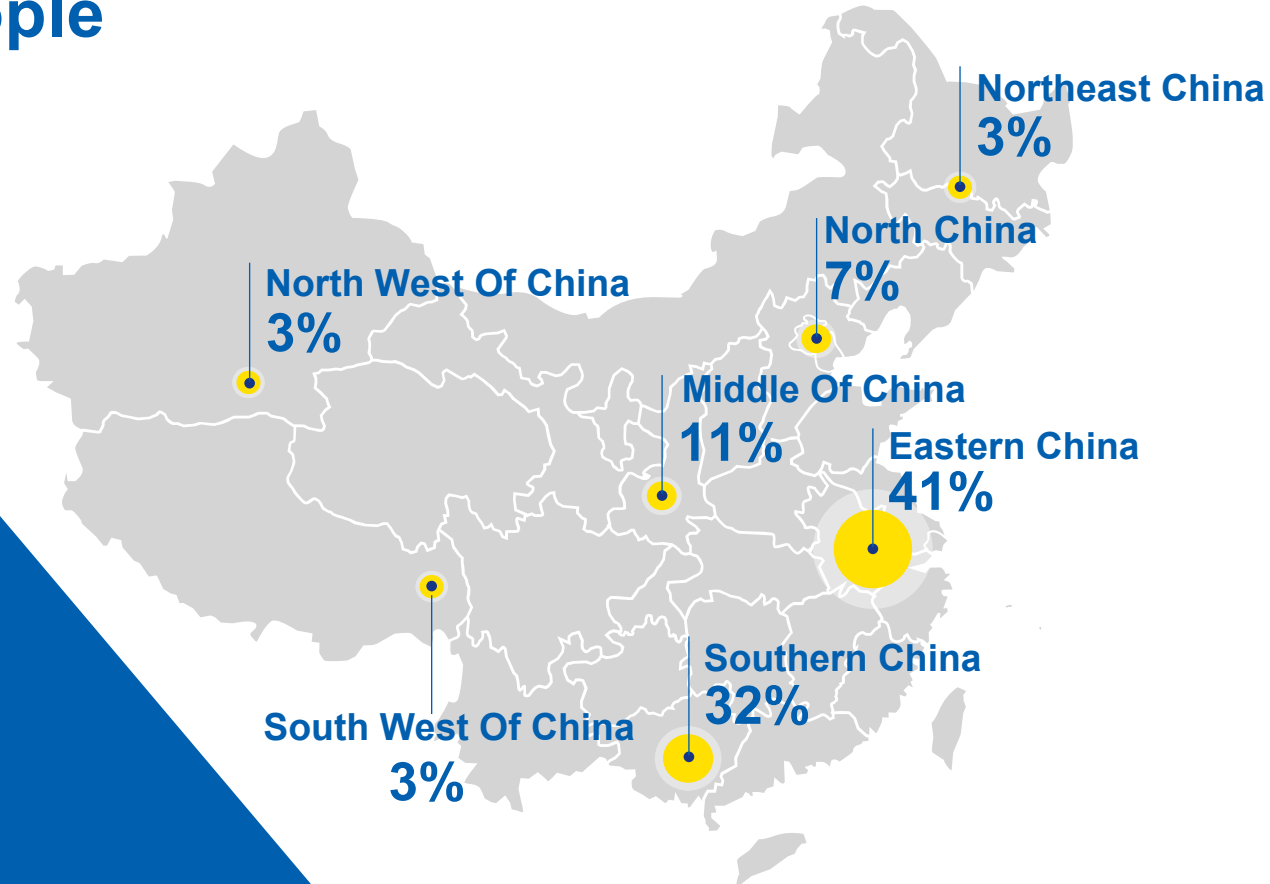 ople
Northeast China
3%
North China
7%
North West Of China
3%
Middle Of China
11%
Eastern China
41%
Southern China
32%
South West Of China
3%